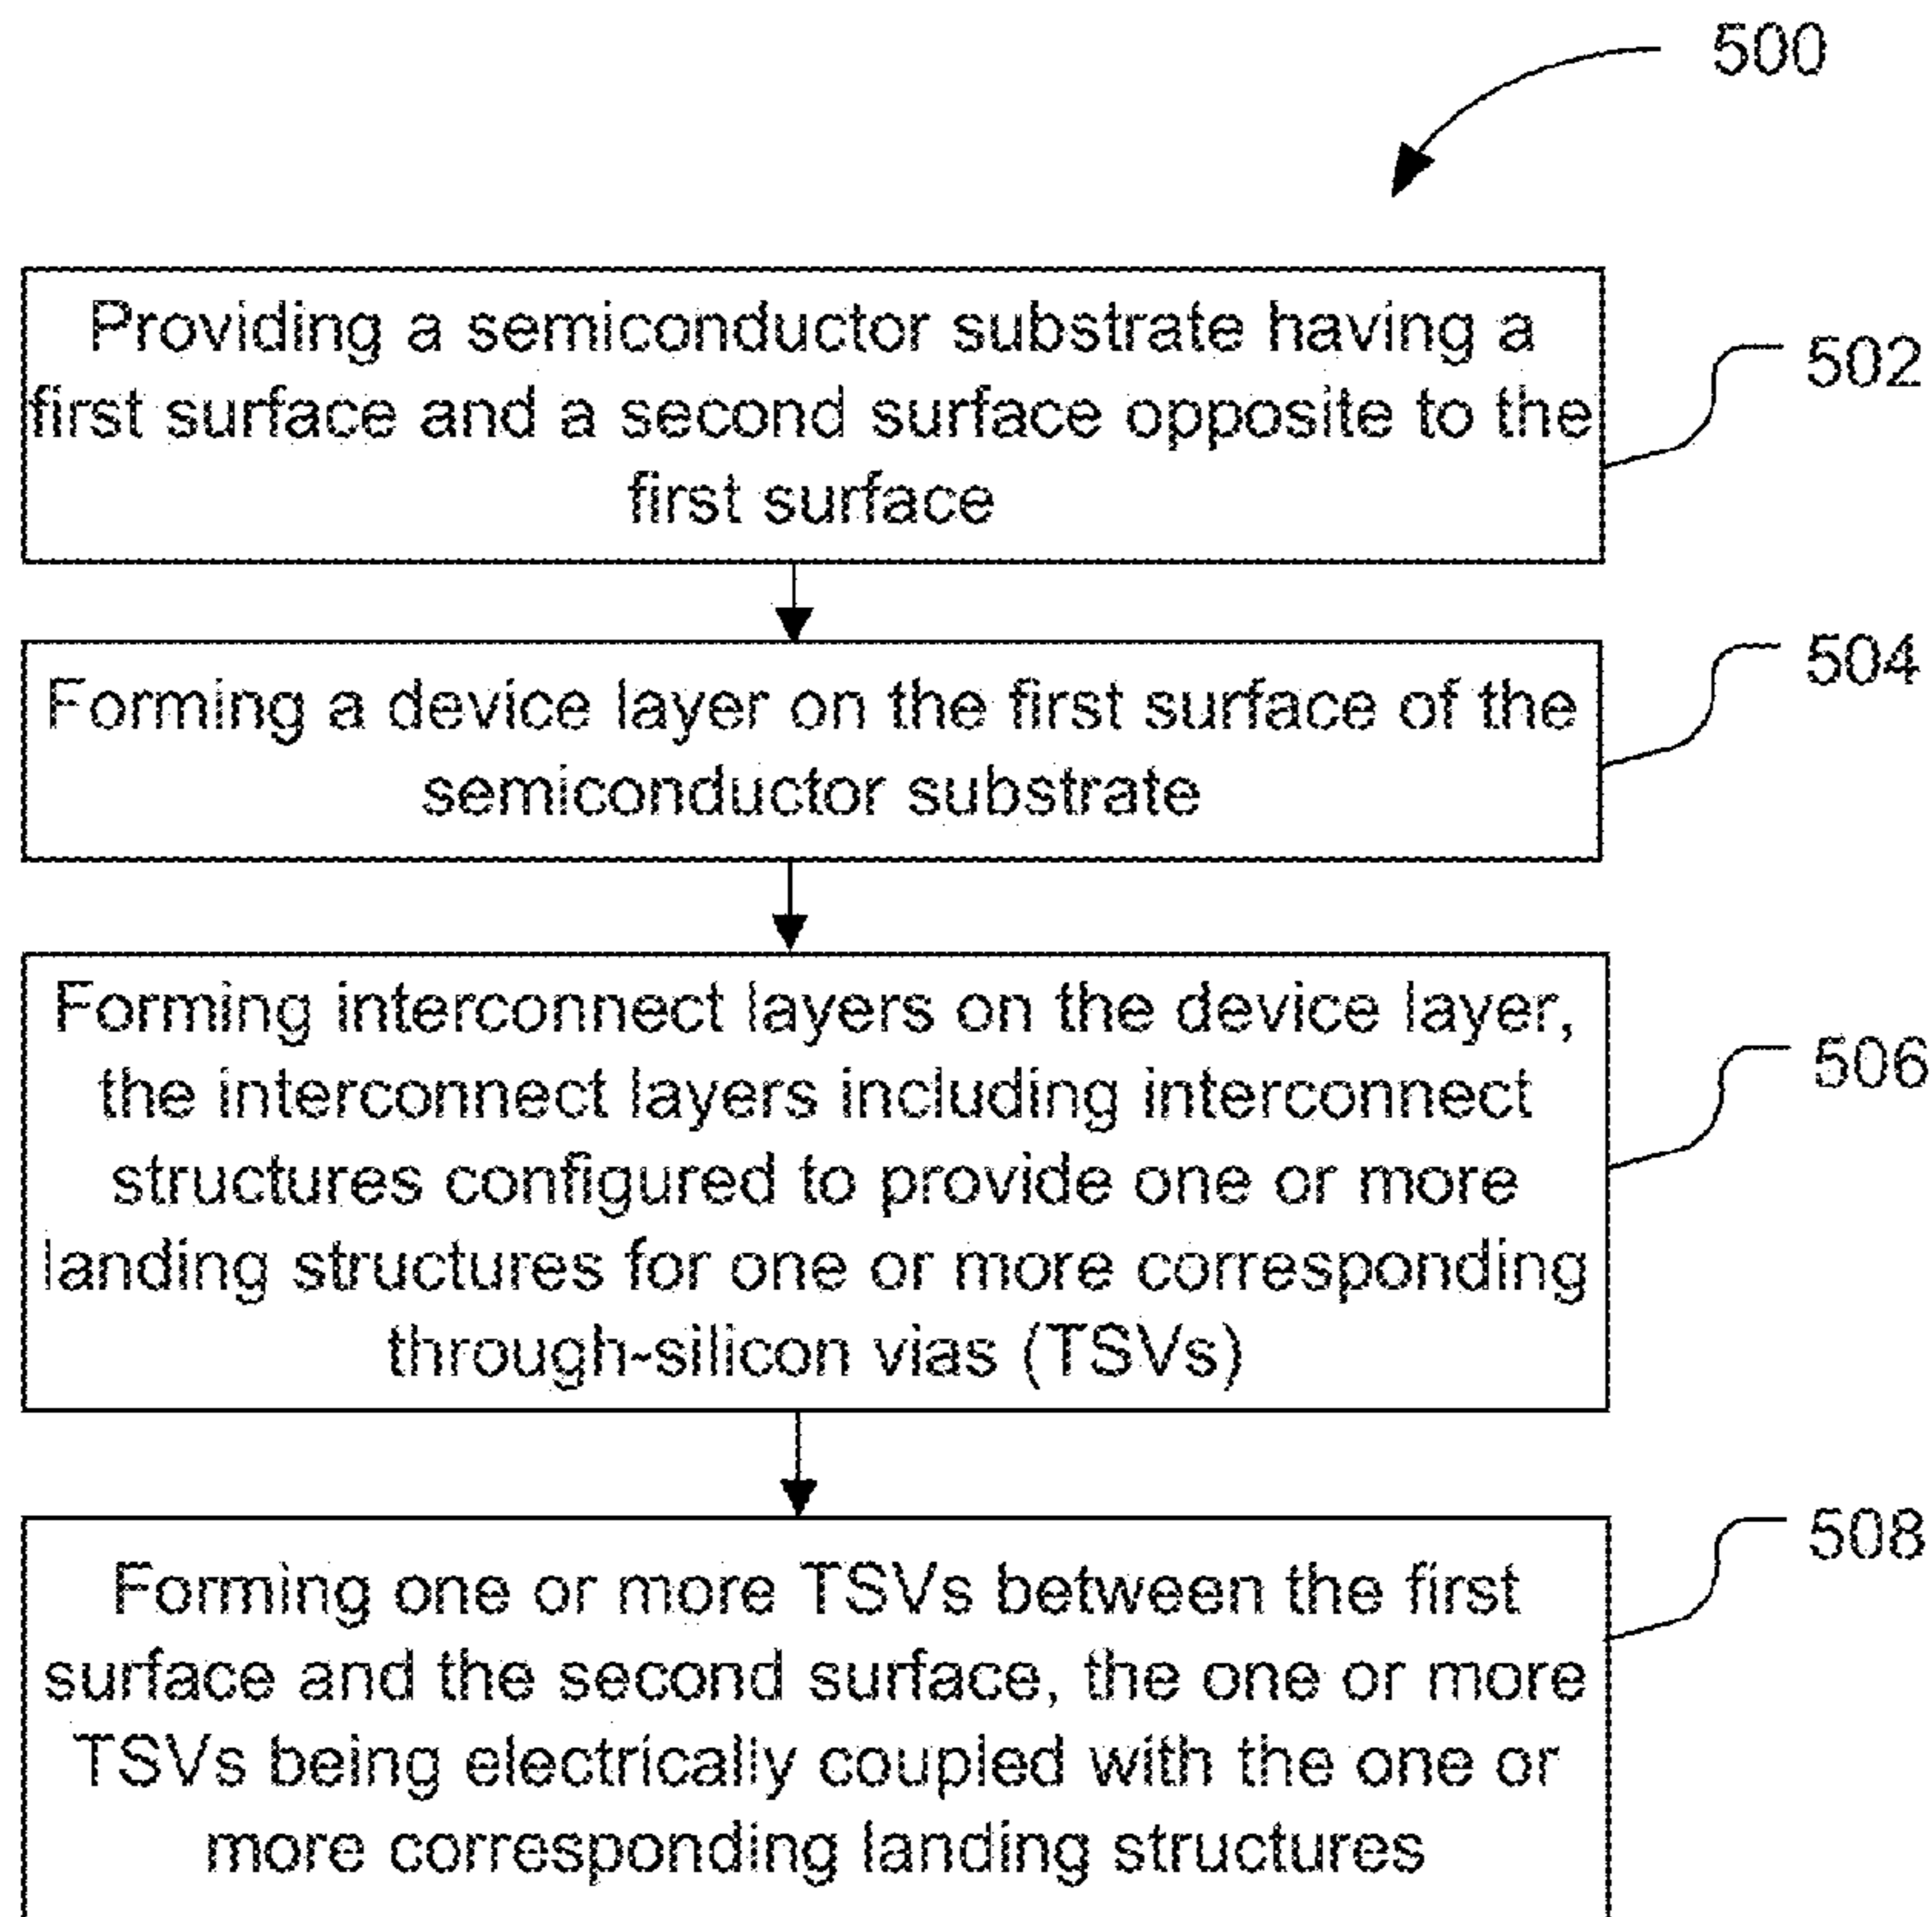 500
Providing a semiconductor substrate having a
first surface and a second surface opposite to the
first surface
502
Forming a device layer on the first surface of the
semiconductor substrate
504
Forming interconnect layers on the device layer,
the interconnect layers including interconnect
structures configured to provide one or more
landing structures for one or more corresponding
through-silicon vias (TSVs)
506
Forming one or more TSVs between the first
surface and the second surface, the one or more
TSVs being electrically coupled with the one or
more corresponding landing structures
508